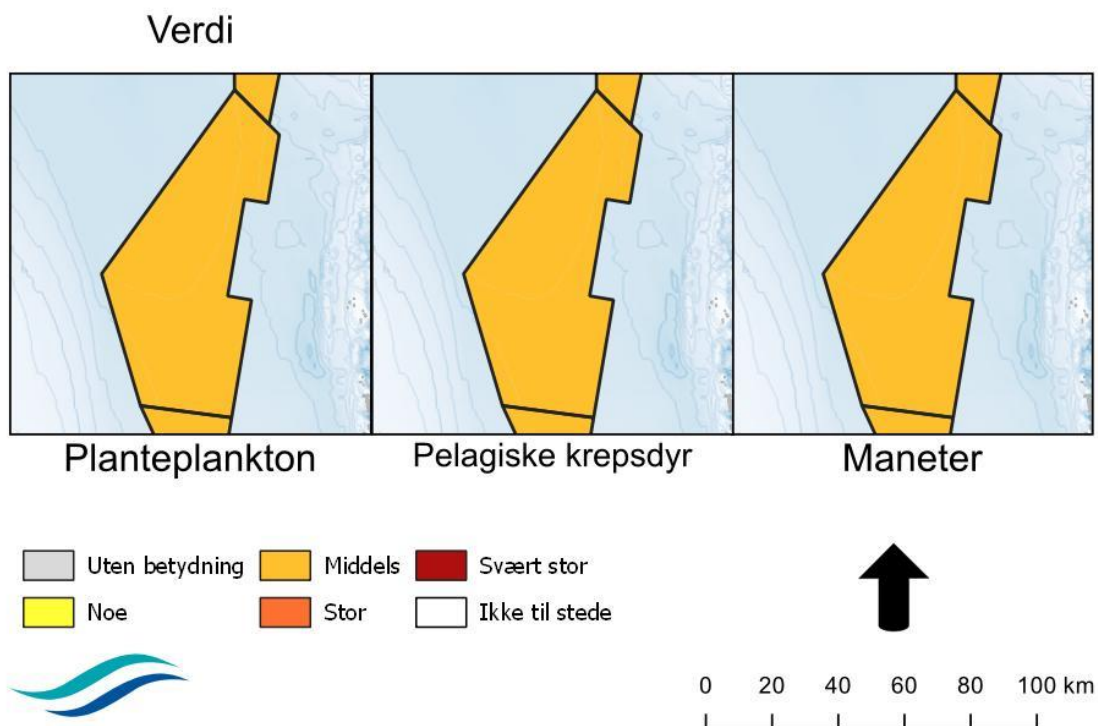 Verdi
Planteplankton Pelagiske krepsdyr Maneter
Uten betydning Middels Svært stor
Noe Stor Ikke til stede
0 20 40 60 80 100 km